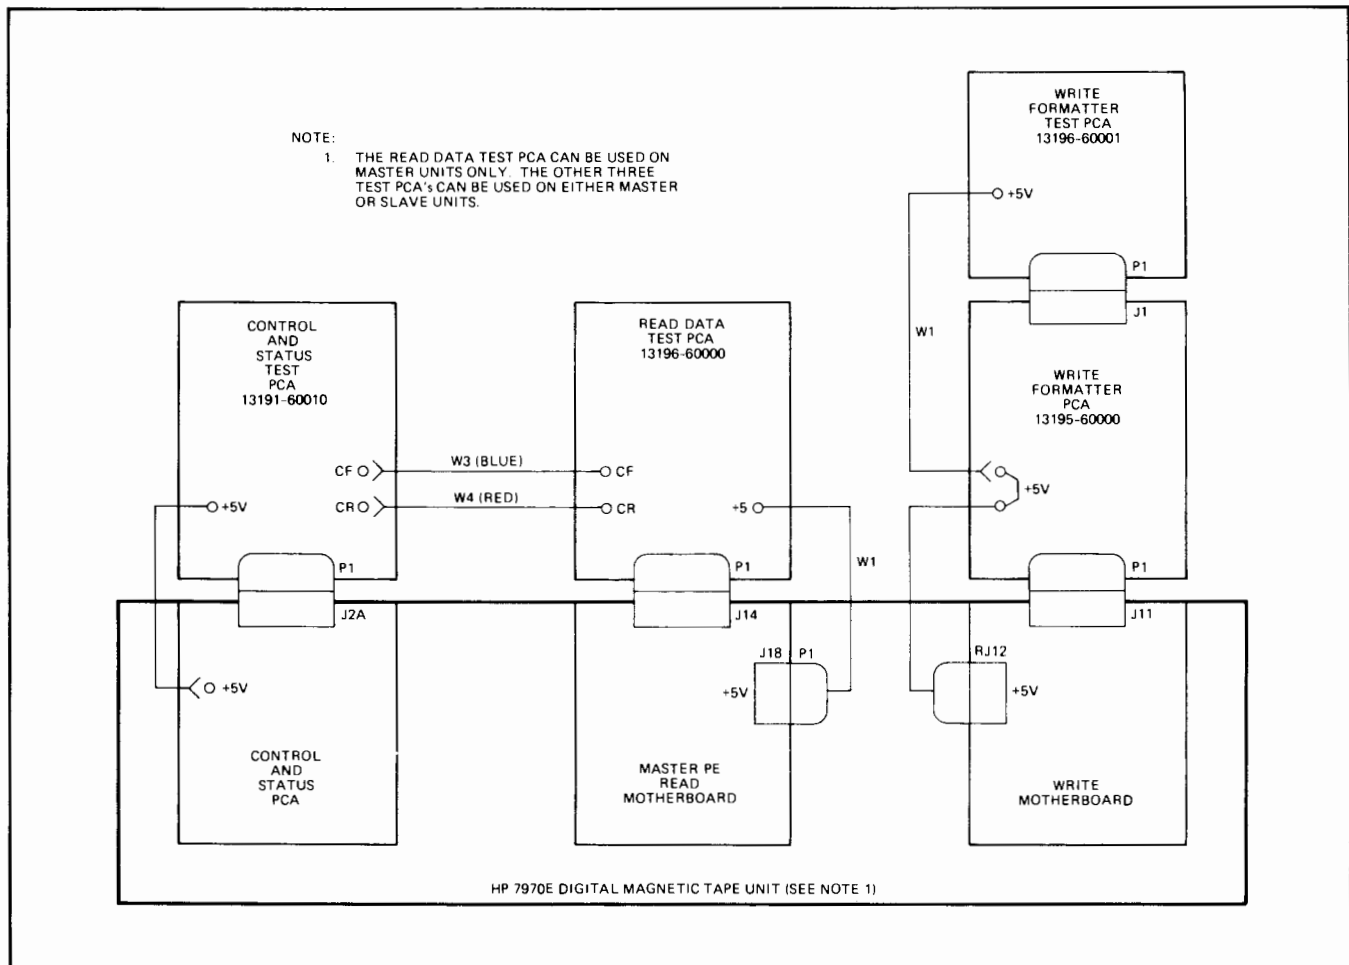 NOTE:
1. THE READ DATA TEST PCA CAN BE USED ON
MASTER UNITS ONLY. THE OTHER THREE
TEST PCA's CAN BE USED ON EITHER MASTER
OR SLAVE UNITS.
WRITE
FORMATTER
TEST PCA
13196-60001
+5V
P1
J1
W1
CONTROL
AND
STATUS
TEST
PCA
13191-60010
CF
CR
+5V
P1
J2A
W3 (BLUE)
W4 (RED)
READ DATA
TEST PCA
13196-60000
CF
CR
+5
P1
J14
W1
WRITE
FORMATTER
PCA
13195-60000
+5V
P1
J11
+5V
CONTROL
AND
STATUS
PCA
J18 P1
+5V
MASTER PE
READ
MOTHERBOARD
RJ12
+5V
WRITE
MOTHERBOARD
HP 7970E DIGITAL MAGNETIC TAPE UNIT (SEE NOTE 1)